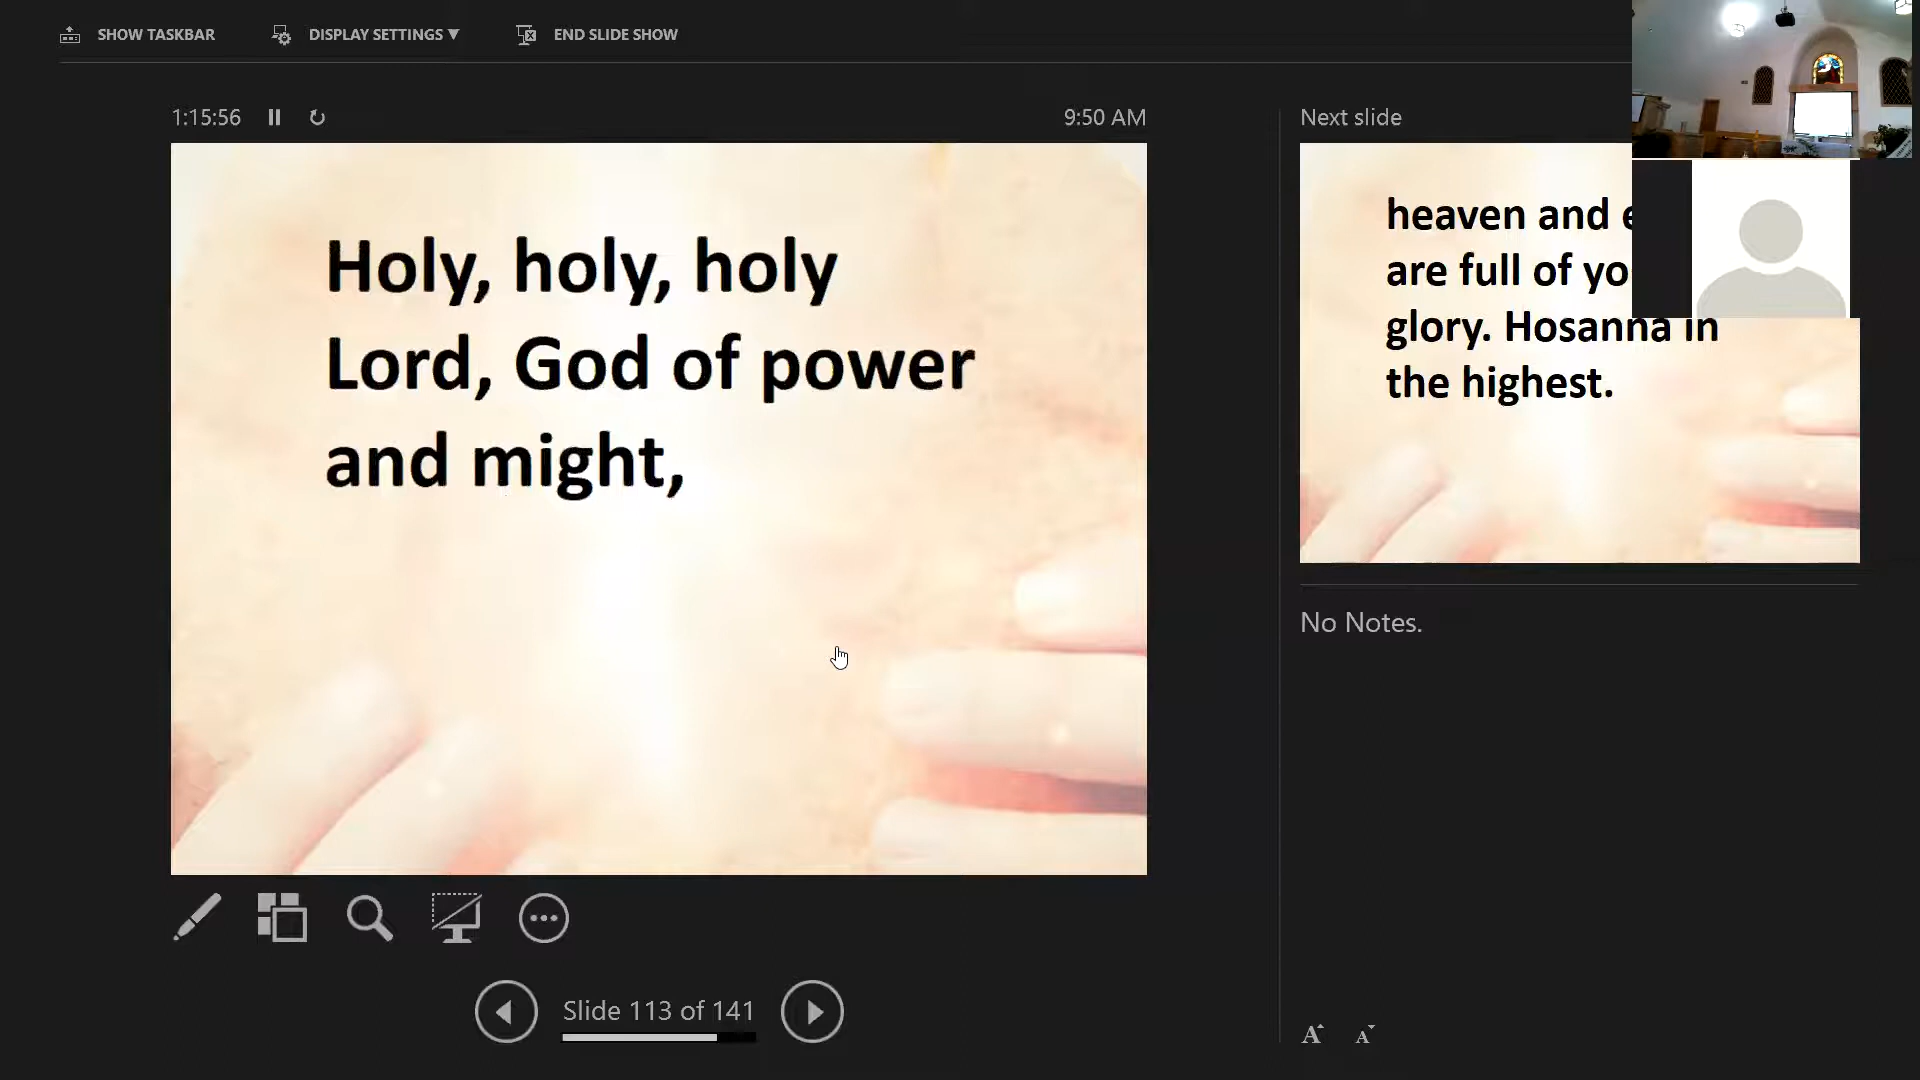 SHOW TASKBAR
DISPLAY SETTINGS ▼
END SLIDE SHOW
1:15:56
9:50 AM
Holy, holy, holy
Lord, God of power
and might,
Next slide
heaven and
are full of
glory. Hosanna in
the highest.
No Notes.
Slide 113 of 141
A A